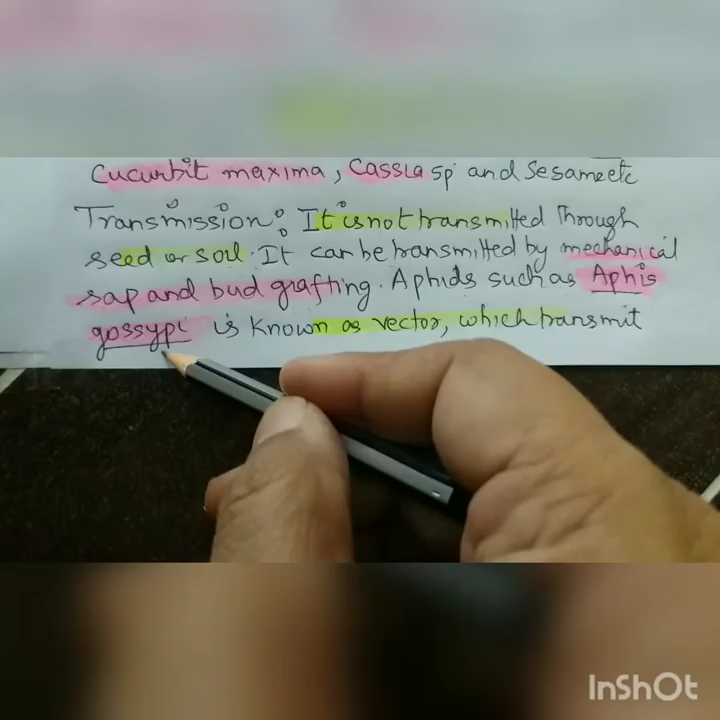 Cucurbit maxima, Cassia sp and Sesame etc
Transmission: It is not transmitted Through
seed or soil. It can be transmitted by mechanical
sap and bud grafting. Aphids such as Aphis
gossypi is known as vector, which transmit
InShOt